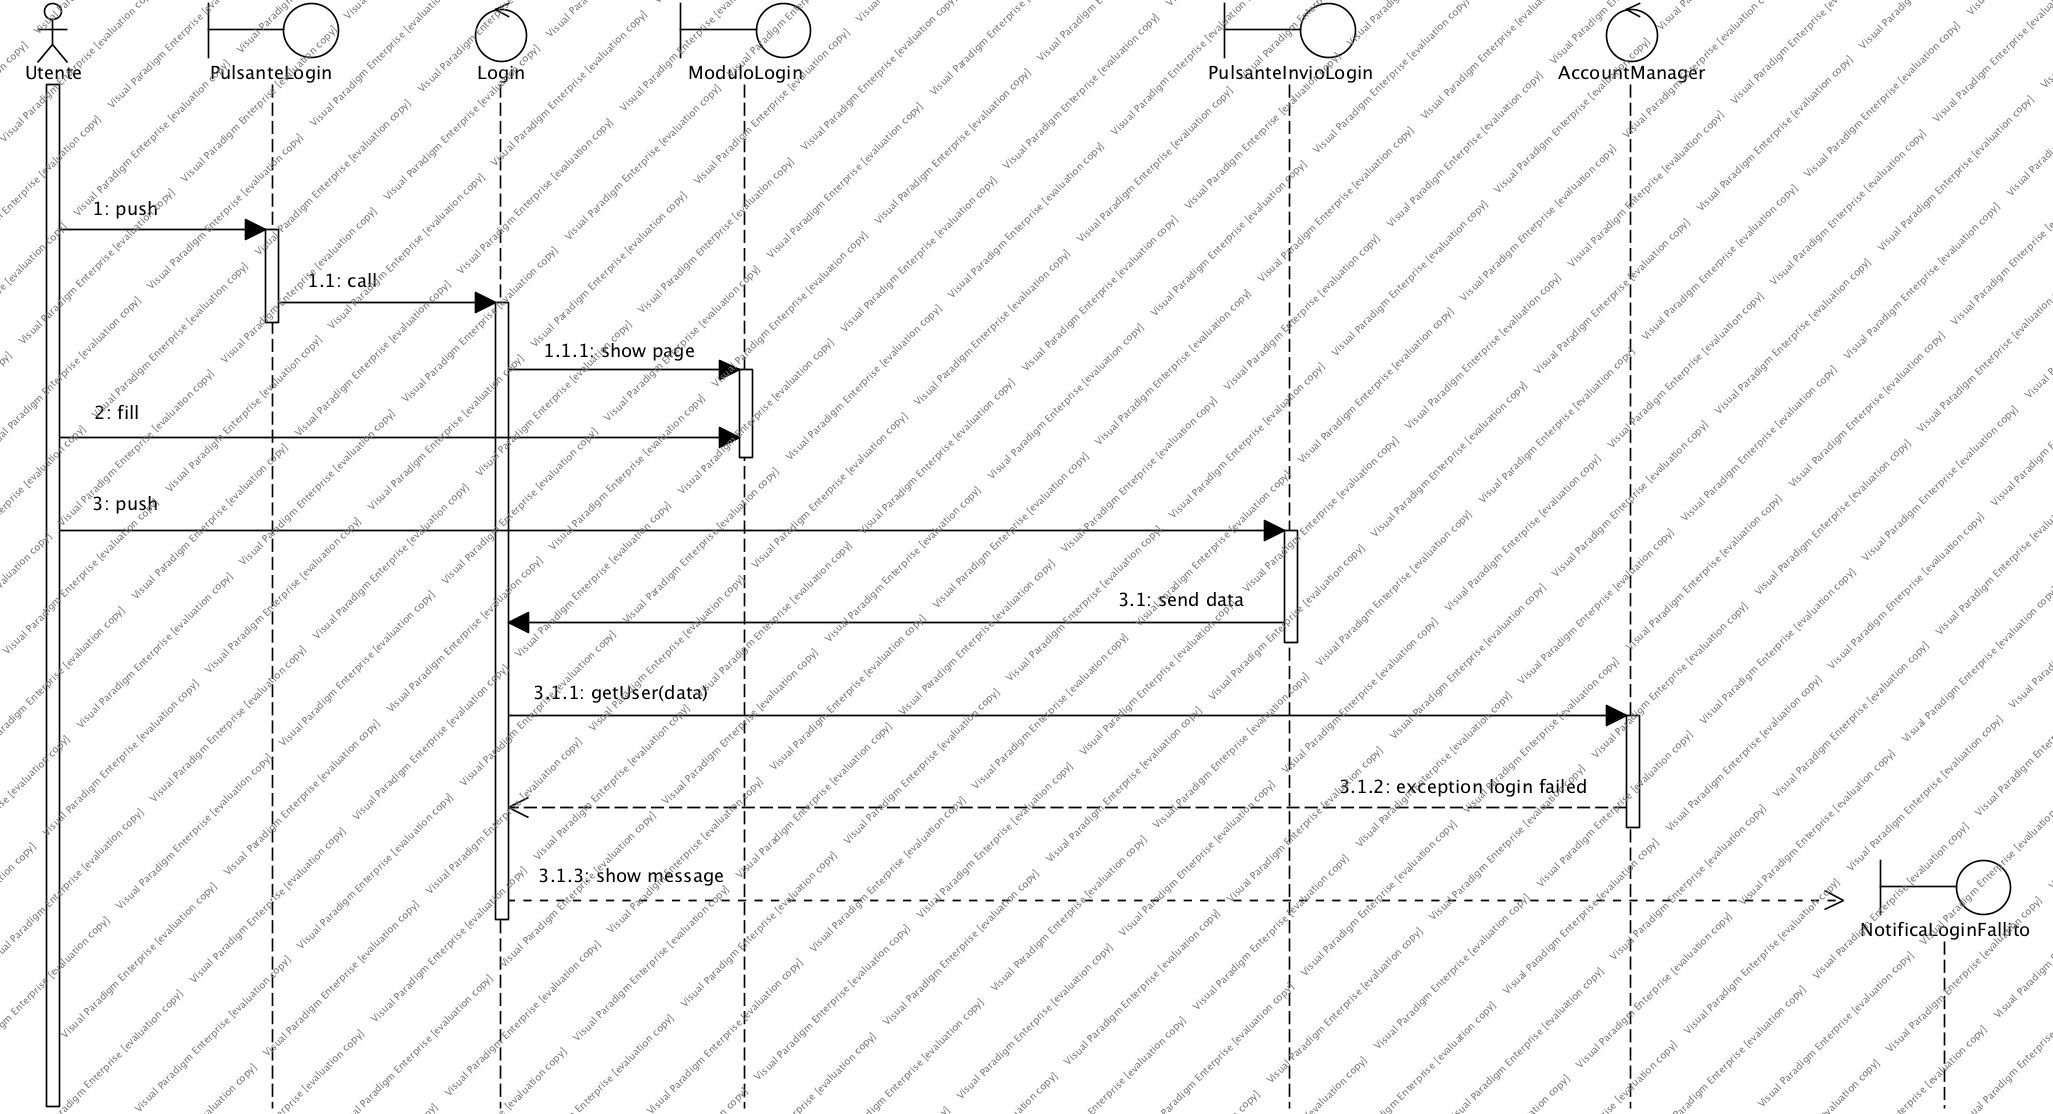 Utente
PulsanteLogin
Login
ModuloLogin
PulsanteInvioLogin
AccountManager
1: push
1.1: call
1.1.1: show page
2: fill
3: push
3.1: send data
3.1.1: getUser(data)
3.1.2: exception login failed
3.1.3: show message
NotificaLoginFallito
Visual Paradigm Enterprise [evaluation copy]